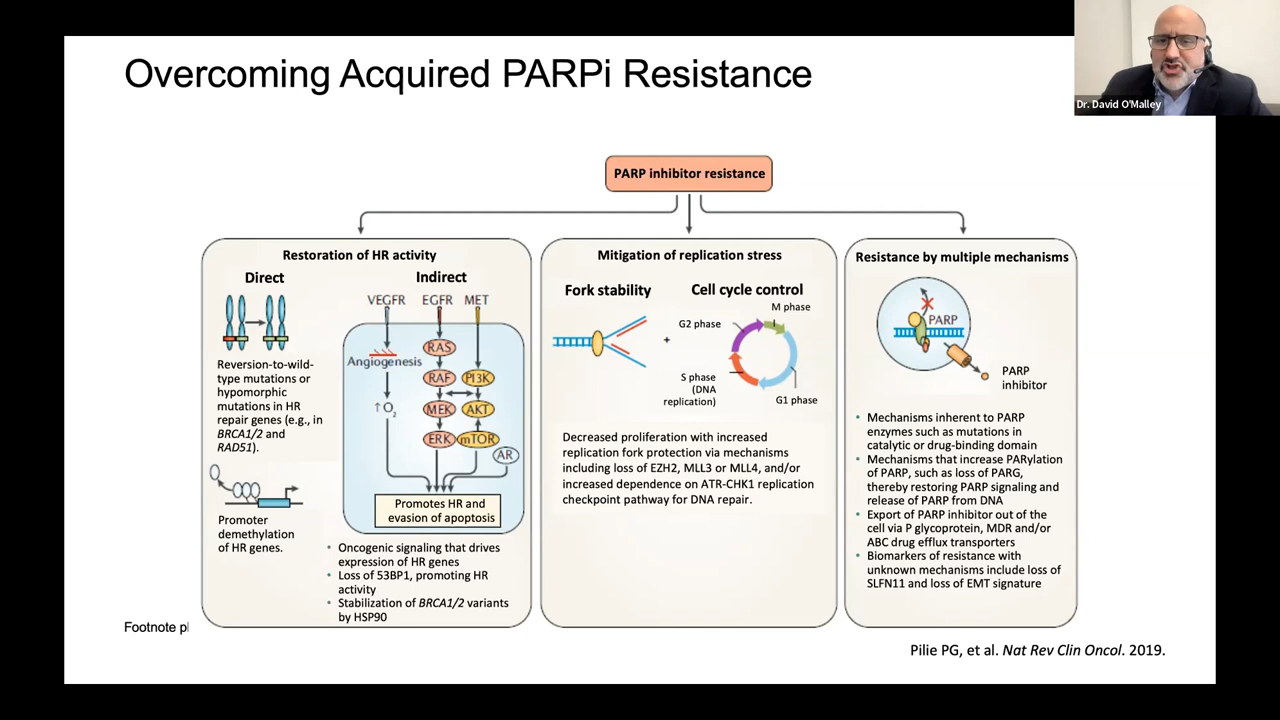 Overcoming Acquired PARPi Resistance
Dr. David O'Malley
PARP inhibitor resistance
Restoration of HR activity
Direct
Indirect
VEGFR EGFR MET
Angiogenesis
↑ O2
RAS
RAF
PI3K
MEK
AKT
ERK
mTOR
AR
Promotes HR and
evasion of apoptosis
Reversion-to-wild-
type mutations or
hypomorphic
mutations in HR
repair genes (e.g., in
BRCA1/2 and
RAD51).
Promoter
demethylation
of HR genes.
• Oncogenic signaling that drives
expression of HR genes
• Loss of 53BP1, promoting HR
activity
• Stabilization of BRCA1/2 variants
by HSP90
Mitigation of replication stress
Fork stability
+
Cell cycle control
M phase
G2 phase
S phase
(DNA
replication)
G1 phase
Decreased proliferation with increased
replication fork protection via mechanisms
including loss of EZH2, MLL3 or MLL4, and/or
increased dependence on ATR-CHK1 replication
checkpoint pathway for DNA repair.
Resistance by multiple mechanisms
PARP
PARP
inhibitor
• Mechanisms inherent to PARP
enzymes such as mutations in
catalytic or drug-binding domain
• Mechanisms that increase PARylation
of PARP, such as loss of PARG,
thereby restoring PARP signaling and
release of PARP from DNA
• Export of PARP inhibitor out of the
cell via P glycoprotein, MDR and/or
ABC drug efflux transporters
• Biomarkers of resistance with
unknown mechanisms include loss of
SLFN11 and loss of EMT signature
Footnote
Pilie PG, et al. Nat Rev Clin Oncol. 2019.